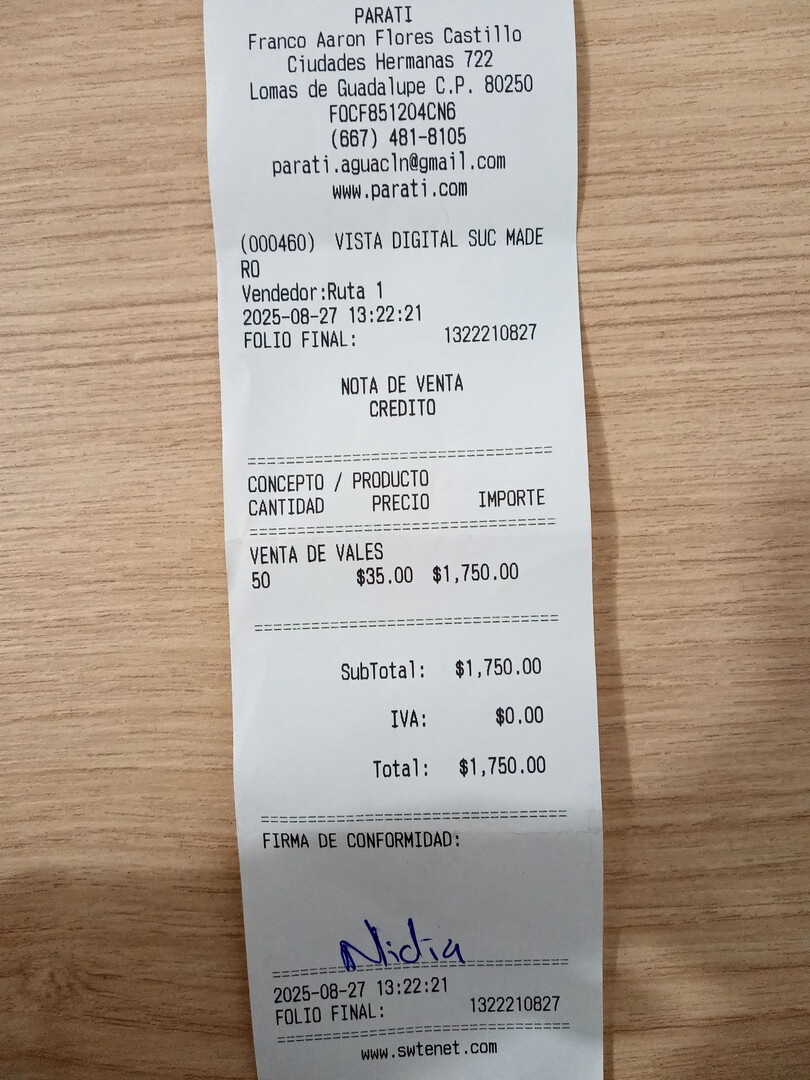 PARATI
Franco Aaron Flores Castillo
Ciudades Hermanas 722
Lomas de Guadalupe C.P. 80250
FOCF851204CN6
(667) 481-8105
parati.aguacln@gmail.com
www.parati.com
(000460) VISTA DIGITAL SUC MADE
RO
Vendedor:Ruta 1
2025-08-27 13:22:21
FOLIO FINAL: 1322210827
NOTA DE VENTA
CREDITO
================================
CONCEPTO / PRODUCTO
CANTIDAD PRECIO IMPORTE
================================
VENTA DE VALES
50 $35.00 $1,750.00
================================
SubTotal: $1,750.00
IVA: $0.00
Total: $1,750.00
================================
FIRMA DE CONFORMIDAD:
Nidia
================================
2025-08-27 13:22:21
FOLIO FINAL: 1322210827
================================
www.swtenet.com